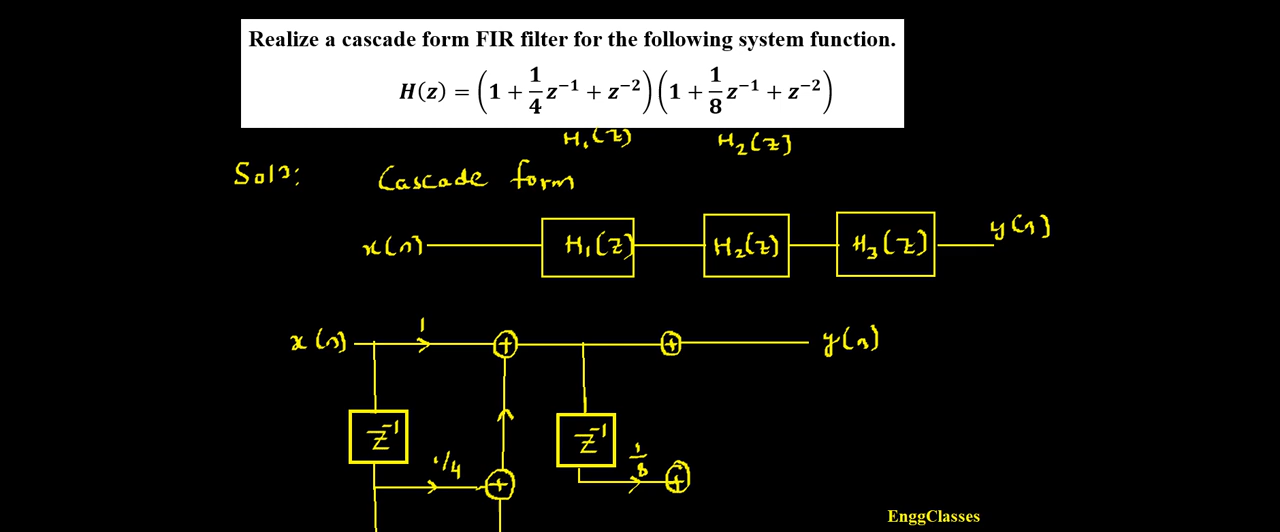 Realize a cascade form FIR filter for the following system function.
H(z) = (1 + 1/4 z⁻¹ + z⁻²)(1 + 1/8 z⁻¹ + z⁻²)
H₁(z) H₂(z)
Solⁿ: Cascade form
x(n) H₁(z) H₂(z) H₃(z) y(n)
x(n) 1 + + y(n)
z⁻¹ 1/4 + z⁻¹ 1/8 +
EnggClasses